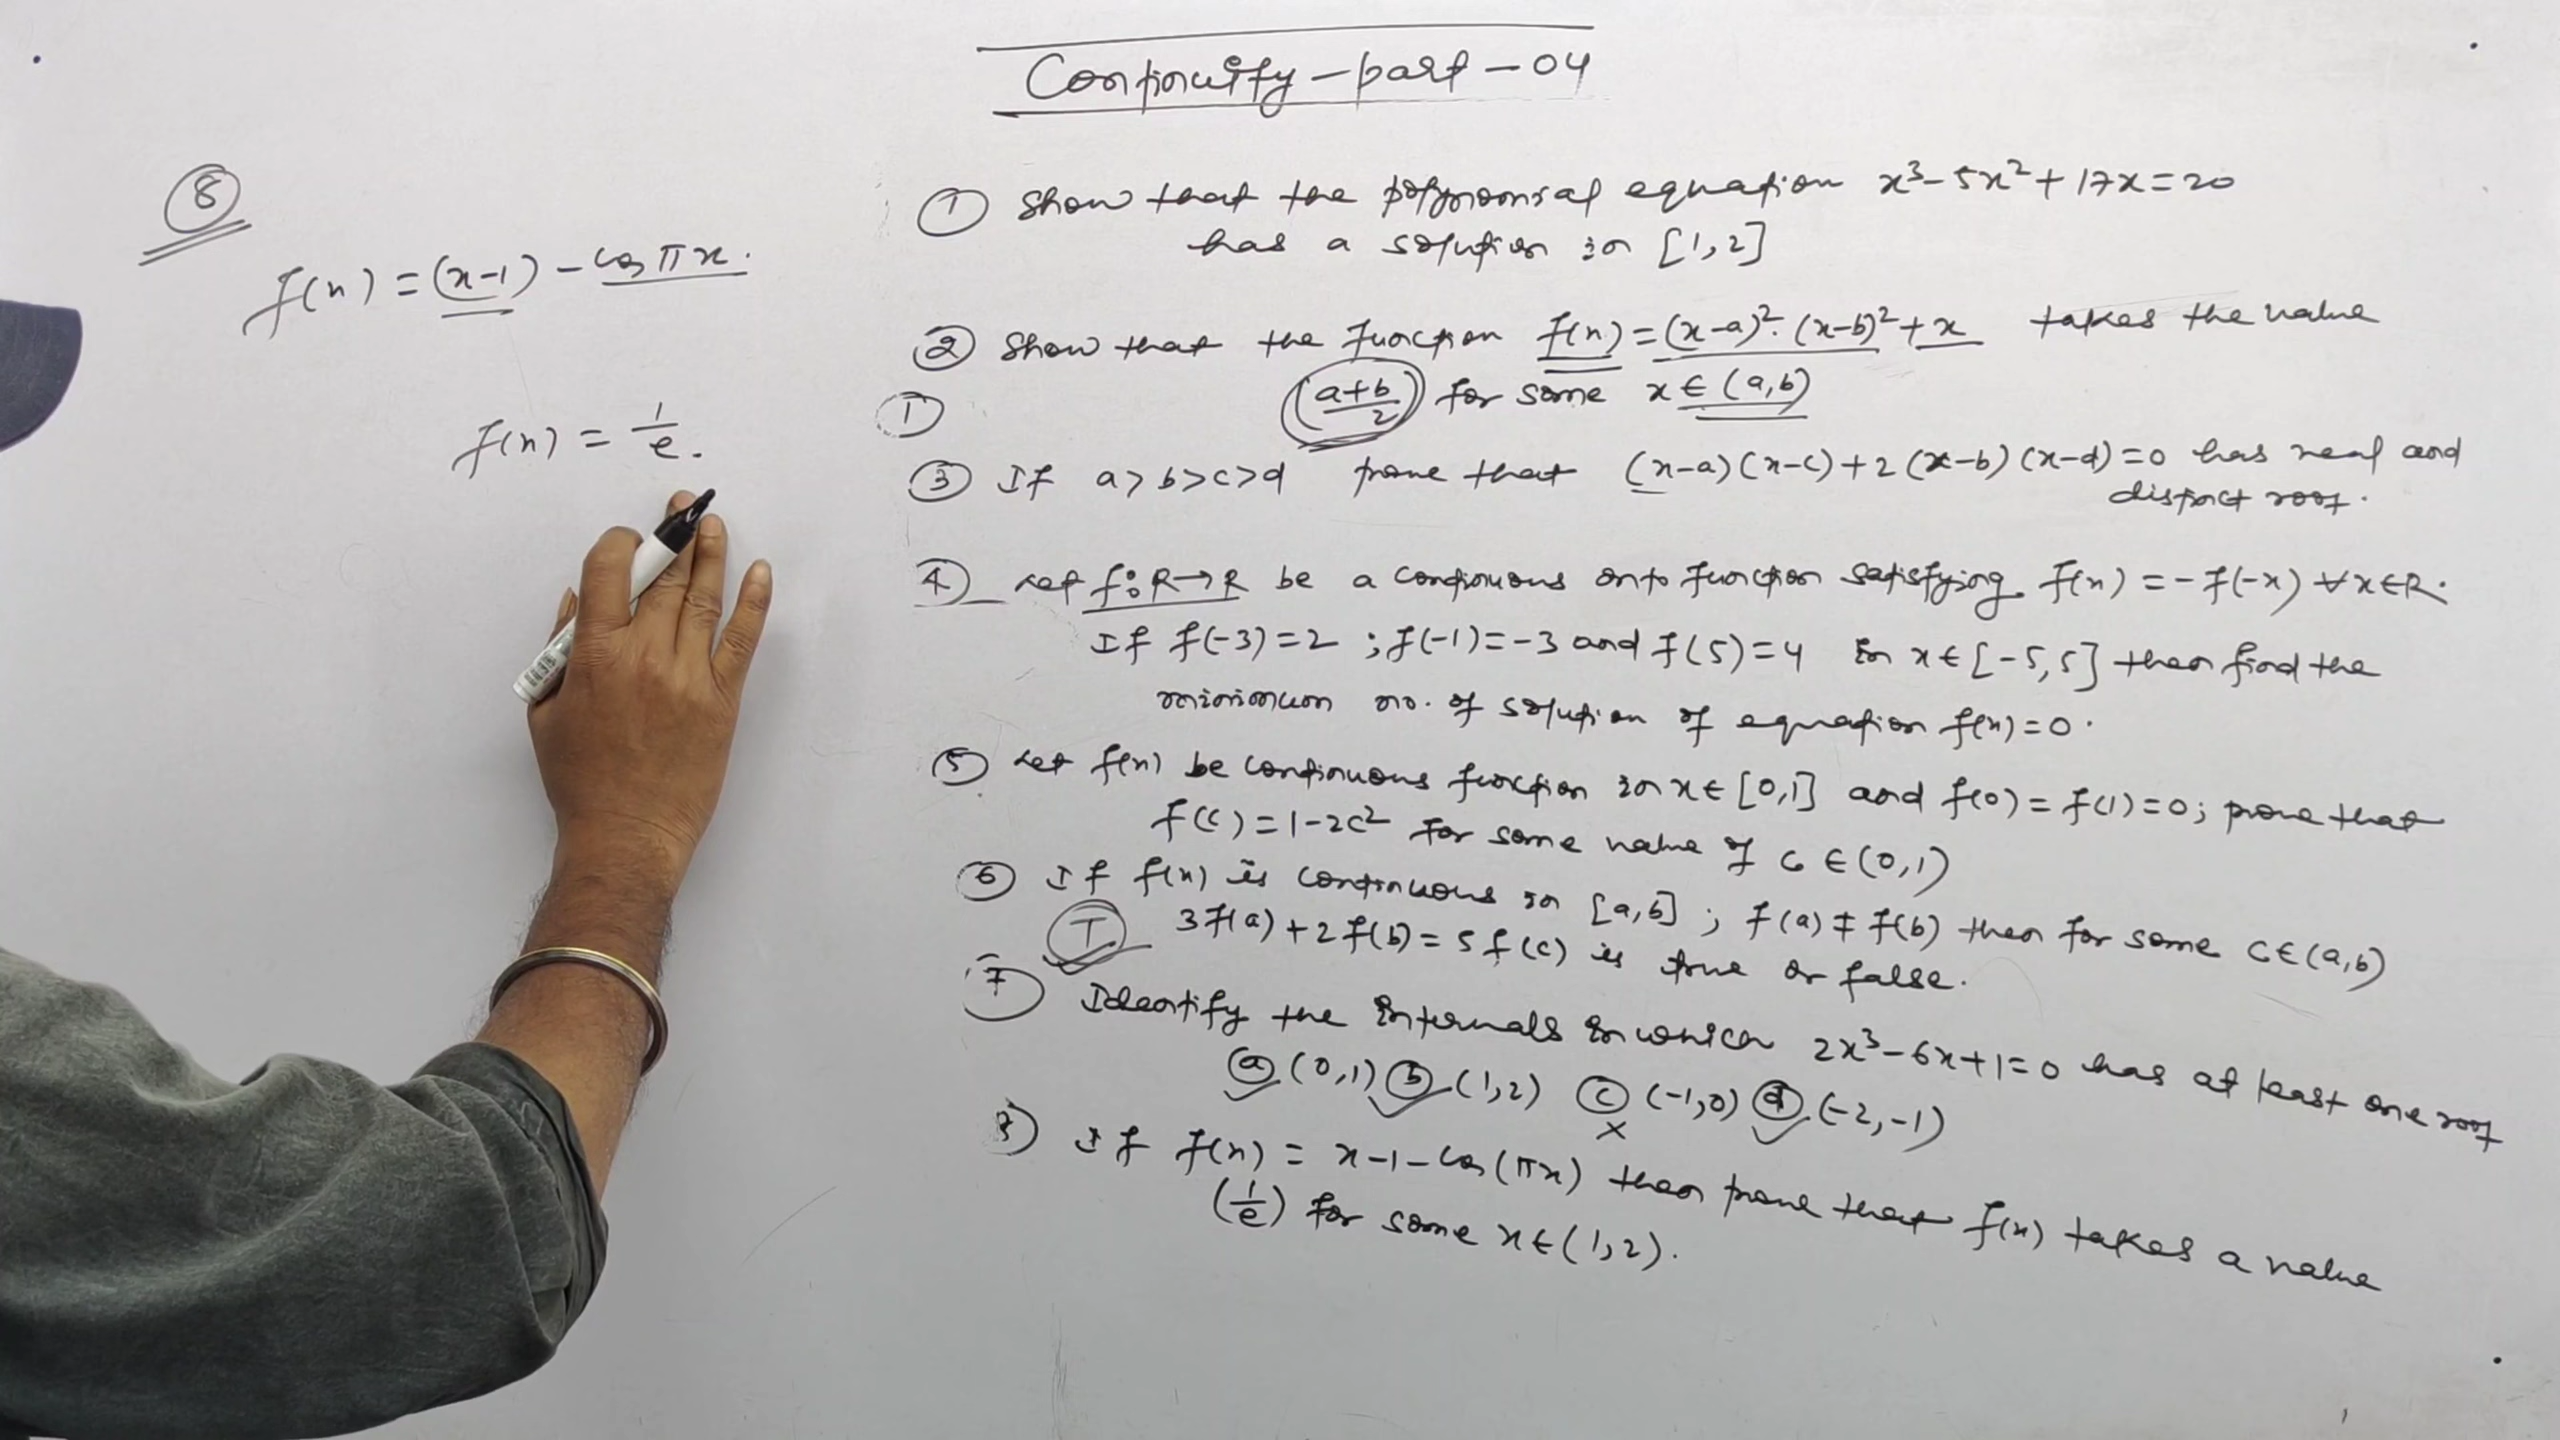 Continuity - part - 04
8
f(x) = (x-1) - cos πx.
f(x) = 1/e.
① Show that the polynomial equation x³-5x²+17x=20
has a solution in [1,2]
② Show that the function f(x) = (x-a)².(x-b)²+x takes the value
(a+b/2) for some x∈(a,b)
①
③ If a>b>c>d prove that (x-a)(x-c)+2(x-b)(x-d)=0 has real and
distinct root.
④ Let f:R→R be a continuous onto function satisfying f(x) = -f(-x) ∀x∈R.
If f(-3)=2 ; f(-1)=-3 and f(5)=4 in x∈[-5,5] then find the
minimum no. of solution of equation f(x)=0.
⑤ Let f(x) be continuous function in x∈[0,1] and f(0)=f(1)=0; prove that
f(c)=1-2c² for some value of c∈(0,1)
⑥ If f(x) is continuous in [a,b] ; f(a)≠f(b) then for some c∈(a,b)
T 3f(a)+2f(b)=5f(c) is true or false.
7) Identify the intervals in which 2x³-6x+1=0 has at least one root
ⓐ (0,1) ⓑ (1,2) ⓒ (-1,0) ⓓ (-2,-1)
8) If f(x) = x-1-cos(πx) then prove that f(x) takes a value
(1/e) for some x∈(1,2).